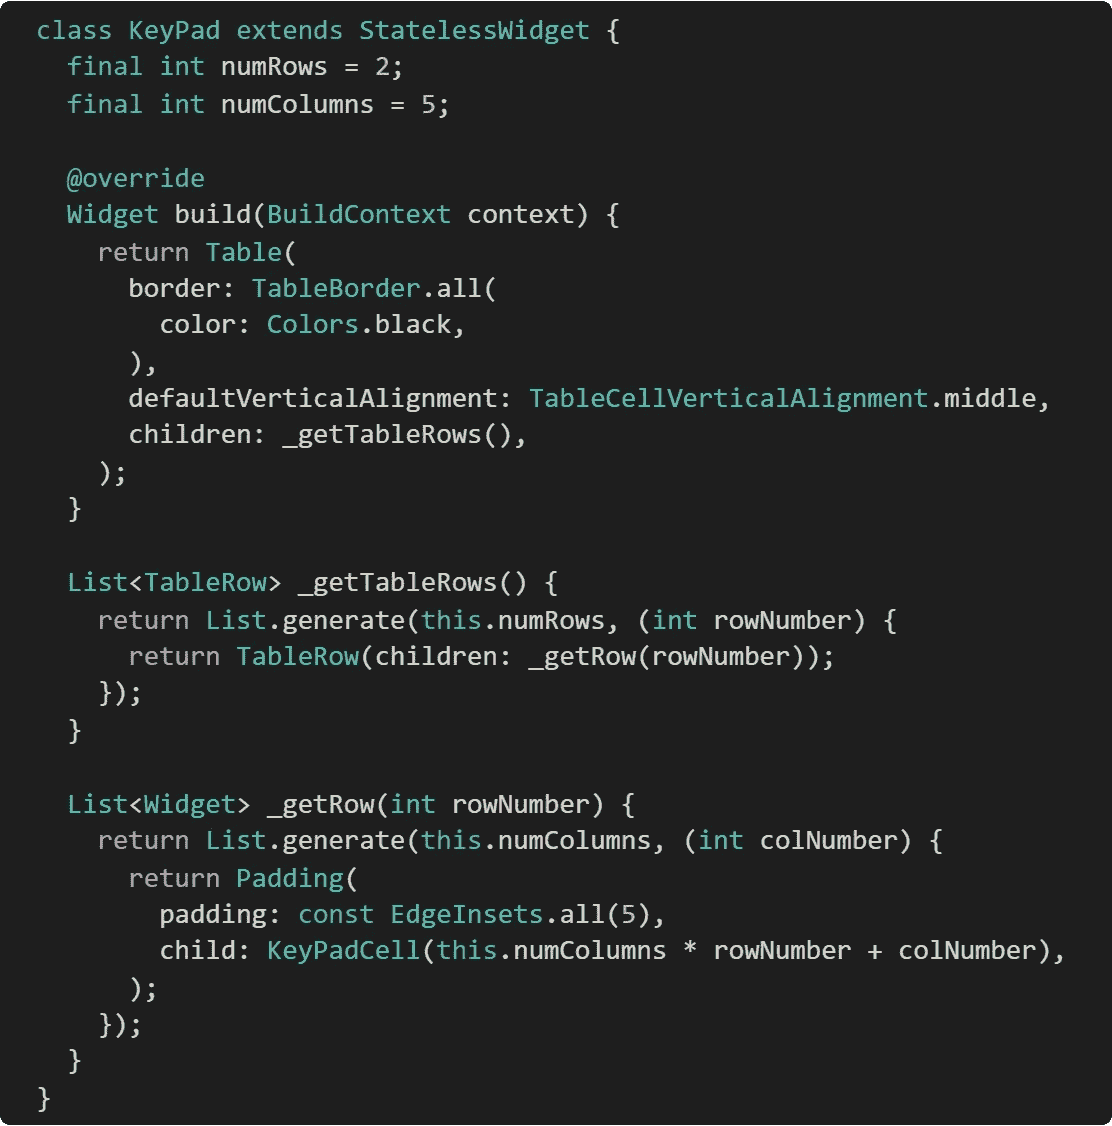 class KeyPad extends StatelessWidget {
  final int numRows = 2;
  final int numColumns = 5;

  @override
  Widget build(BuildContext context) {
    return Table(
      border: TableBorder.all(
        color: Colors.black,
      ),
      defaultVerticalAlignment: TableCellVerticalAlignment.middle,
      children: _getTableRows(),
    );
  }

  List<TableRow> _getTableRows() {
    return List.generate(this.numRows, (int rowNumber) {
      return TableRow(children: _getRow(rowNumber));
    });
  }

  List<Widget> _getRow(int rowNumber) {
    return List.generate(this.numColumns, (int colNumber) {
      return Padding(
        padding: const EdgeInsets.all(5),
        child: KeyPadCell(this.numColumns * rowNumber + colNumber),
      );
    });
  }
}